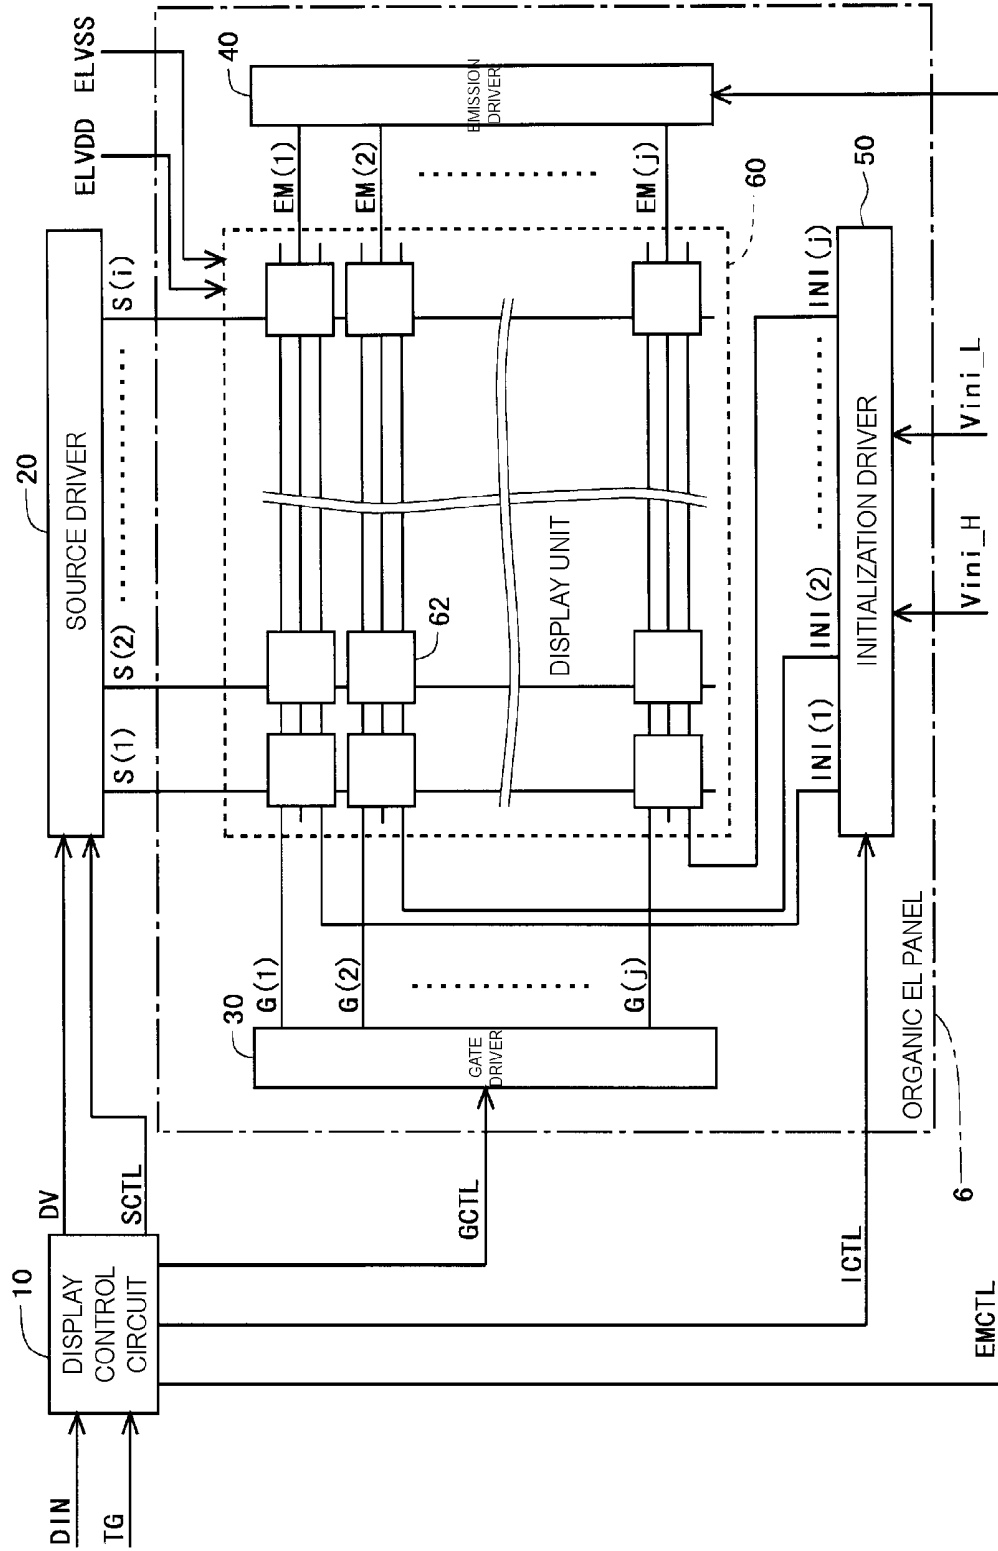 DIN
TG
10
DISPLAY
CONTROL
CIRCUIT
DV
SCTL
GCTL
ICTL
EMCTL
20
SOURCE DRIVER
S(1)
S(2)
S(i)
ELVDD
ELVSS
30
GATE
DRIVER
G(1)
G(2)
G(j)
62
DISPLAY UNIT
60
EM(1)
EM(2)
EM(j)
40
EMISSION
DRIVER
INI(1)
INI(2)
INI(j)
50
INITIALIZATION DRIVER
ORGANIC EL PANEL
6
Vini_H
Vini_L